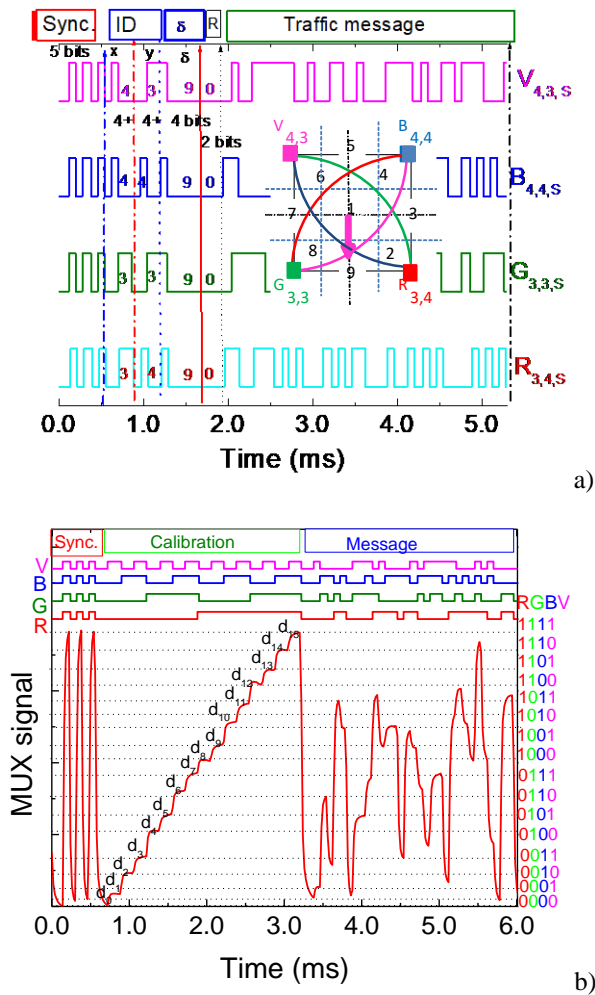 Sync. ID δ R Traffic message
5 bits x y δ
4 3 9 0 V4,3,S
4+ 4+ 4 bits
2 bits
4 4 9 0 B4,4,S
V 4,3 5 B 4,4
6 4
7 1 3
8 2
G 3,3 9 R 3,4
3 3 9 0 G3,3,S
3 4 9 0 R3,4,S
0.0 1.0 2.0 3.0 4.0 5.0
Time (ms)
a)
Sync. Calibration Message
V
B
G RGBV
R 1111
d15 1110
d14 1101
d13 1100
d12 1011
d11 1010
d10 1001
d9 1000
d8 0111
d7 0110
d6 0101
d5 0100
d4 0011
d3 0010
d2 0001
d1 0000
d0
MUX signal
0.0 1.0 2.0 3.0 4.0 5.0 6.0
Time (ms)
b)